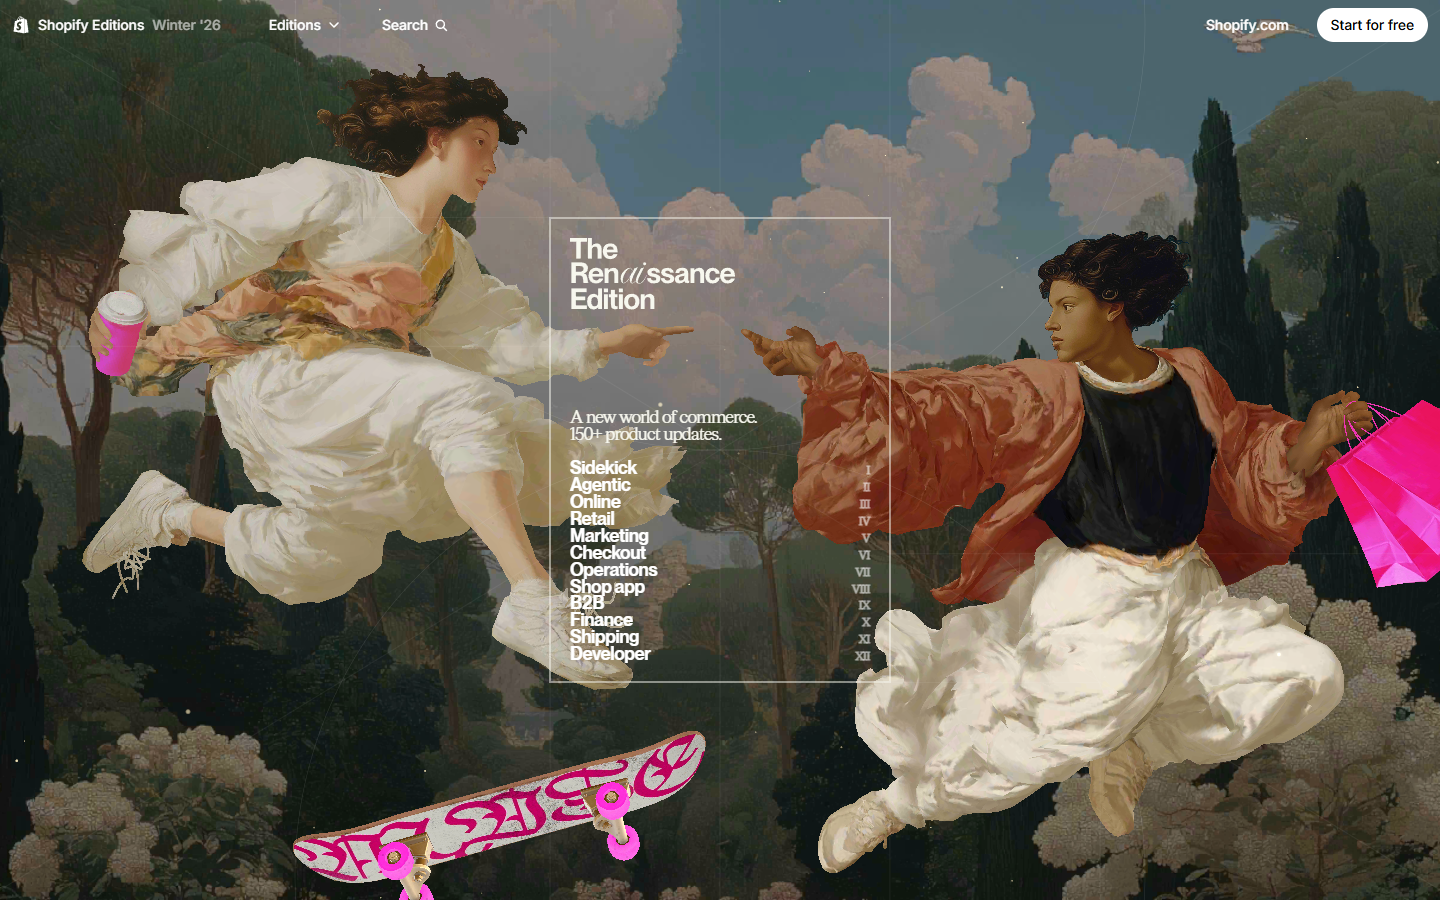 Shopify Editions Winter '26 Editions Search Shopify.com Start for free
The
Renaissance
Edition
A new world of commerce.
150+ product updates.
Sidekick I
Agentic II
Online III
Retail IV
Marketing V
Checkout VI
Operations VII
Shop app VIII
B2B IX
Finance X
Shipping XI
Developer XII